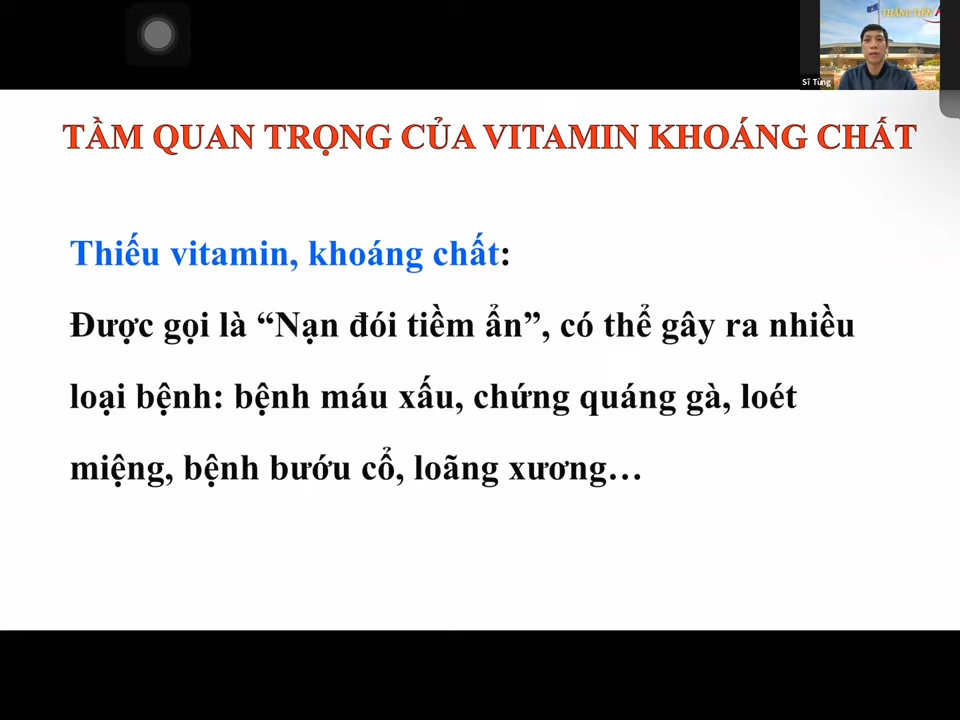 THẮNG TIẾN
Sĩ Tùng
TẦM QUAN TRỌNG CỦA VITAMIN KHOÁNG CHẤT
Thiếu vitamin, khoáng chất:
Được gọi là “Nạn đói tiềm ẩn”, có thể gây ra nhiều
loại bệnh: bệnh máu xấu, chứng quáng gà, loét
miệng, bệnh bướu cổ, loãng xương…